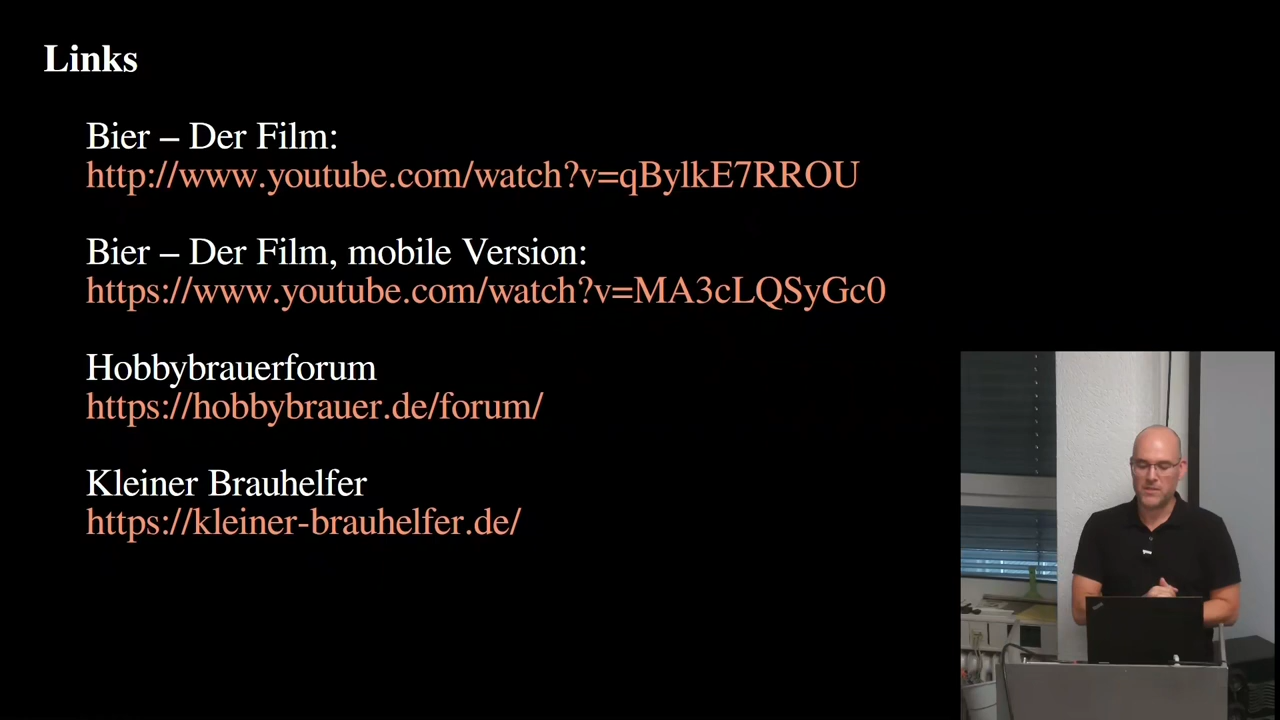 Links
Bier – Der Film:
http://www.youtube.com/watch?v=qBylkE7RROU
Bier – Der Film, mobile Version:
https://www.youtube.com/watch?v=MA3cLQSyGc0
Hobbybrauerforum
https://hobbybrauer.de/forum/
Kleiner Brauhelfer
https://kleiner-brauhelfer.de/